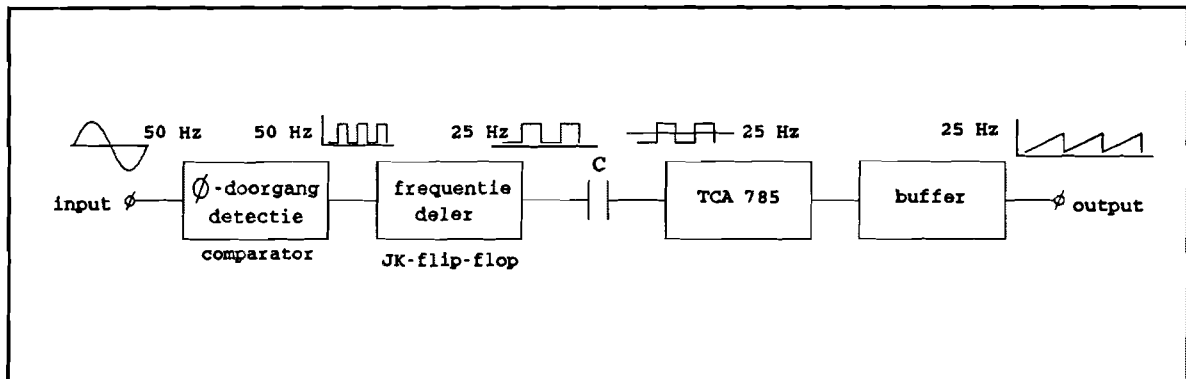 50 Hz
50 Hz
25 Hz
25 Hz
25 Hz
C
input
Ø-doorgang
detectie
comparator
frequentie
deler
JK-flip-flop
TCA 785
buffer
output